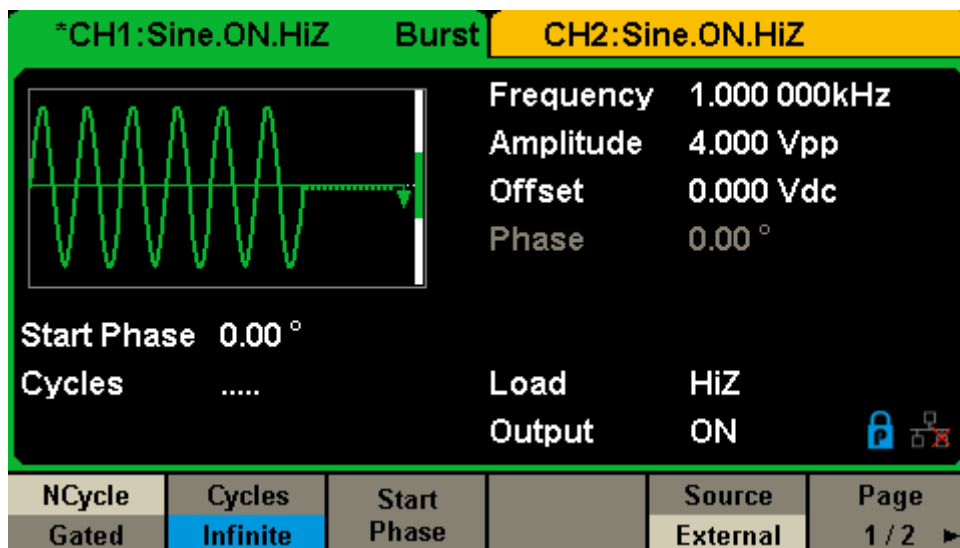 *CH1:Sine.ON.HiZ Burst CH2:Sine.ON.HiZ
Frequency 1.000 000kHz
Amplitude 4.000 Vpp
Offset 0.000 Vdc
Phase 0.00 °
Start Phase 0.00 °
Cycles .....
Load HiZ
Output ON
P
NCycle Cycles Start Source Page
Gated Infinite Phase External 1 / 2 ►